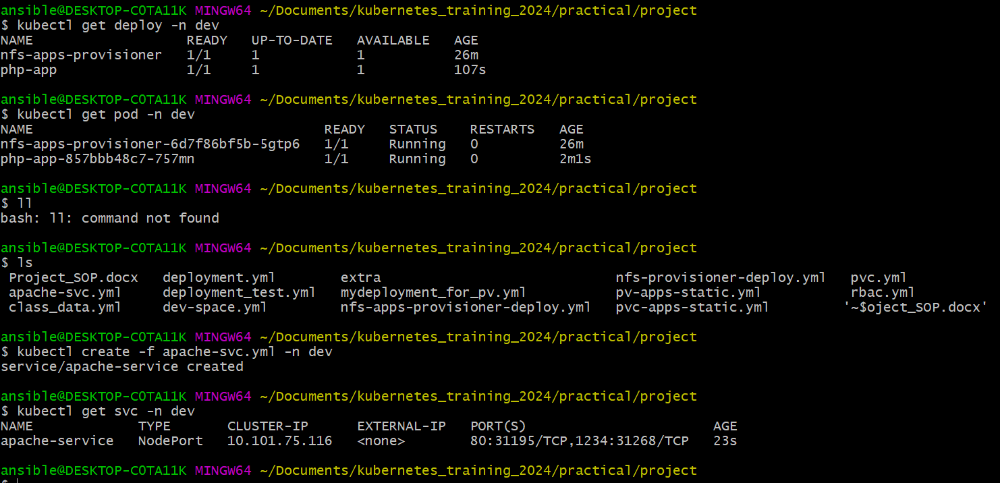 ansible@DESKTOP-COTA11K MINGW64 ~/Documents/kubernetes_training_2024/practical/project
$ kubectl get deploy -n dev
NAME                   READY   UP-TO-DATE   AVAILABLE   AGE
nfs-apps-provisioner   1/1     1            1           26m
php-app                1/1     1            1           107s
ansible@DESKTOP-COTA11K MINGW64 ~/Documents/kubernetes_training_2024/practical/project
$ kubectl get pod -n dev
NAME                                    READY   STATUS    RESTARTS   AGE
nfs-apps-provisioner-6d7f86bf5b-5gtp6   1/1     Running   0          26m
php-app-857bbb48c7-757mn                1/1     Running   0          2m1s
ansible@DESKTOP-COTA11K MINGW64 ~/Documents/kubernetes_training_2024/practical/project
$ ll
bash: ll: command not found
ansible@DESKTOP-COTA11K MINGW64 ~/Documents/kubernetes_training_2024/practical/project
$ ls
Project_SOP.docx   deployment.yml        extra                             nfs-provisioner-deploy.yml   pvc.yml
apache-svc.yml     deployment_test.yml   mydeployment_for_pv.yml           pv-apps-static.yml           rbac.yml
class_data.yml     dev-space.yml         nfs-apps-provisioner-deploy.yml   pvc-apps-static.yml         '~$oject_SOP.docx'
ansible@DESKTOP-COTA11K MINGW64 ~/Documents/kubernetes_training_2024/practical/project
$ kubectl create -f apache-svc.yml -n dev
service/apache-service created
ansible@DESKTOP-COTA11K MINGW64 ~/Documents/kubernetes_training_2024/practical/project
$ kubectl get svc -n dev
NAME             TYPE       CLUSTER-IP      EXTERNAL-IP   PORT(S)                       AGE
apache-service   NodePort   10.101.75.116   <none>        80:31195/TCP,1234:31268/TCP   23s
ansible@DESKTOP-COTA11K MINGW64 ~/Documents/kubernetes_training_2024/practical/project
$